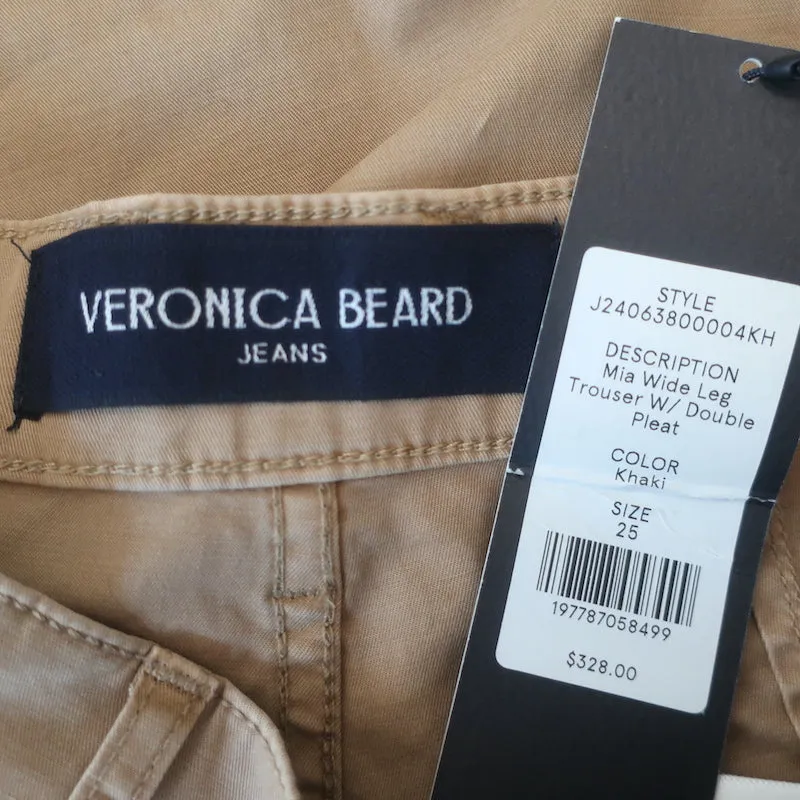 VERONICA BEARD
JEANS
STYLE
J24063800004KH
DESCRIPTION
Mia Wide Leg
Trouser W/ Double
Pleat
COLOR
Khaki
SIZE
25
197787058499
$328.00